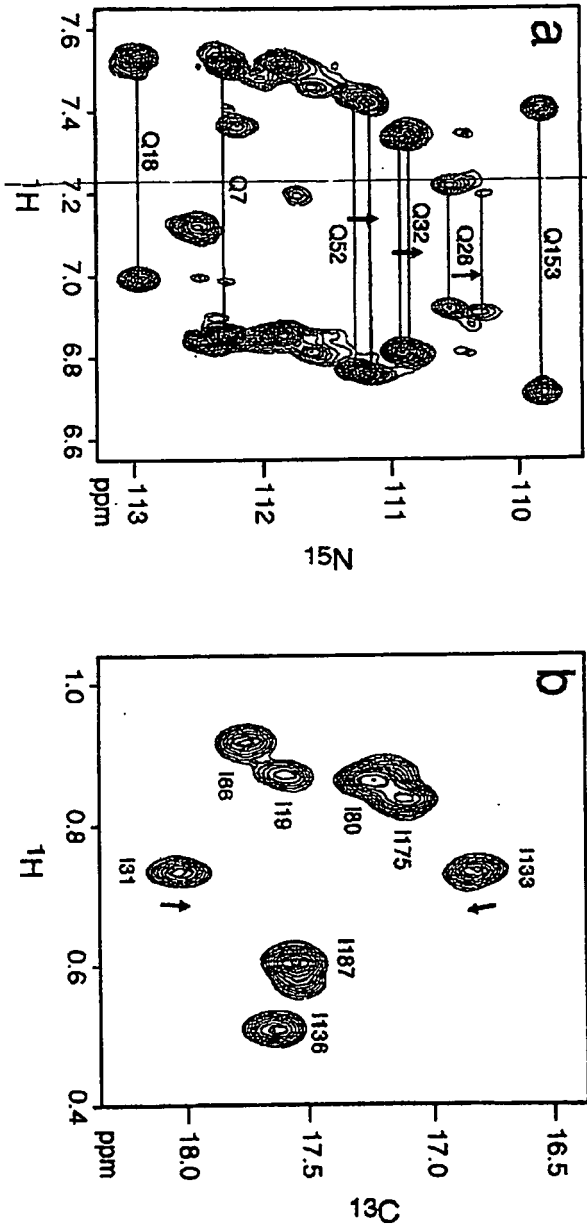 a
7.6
7.4
7.2
7.0
6.8
6.6
¹H
Q18
Q7
Q52
Q32
Q28
Q153
113
112
111
110
ppm
¹⁵N
b
1.0
0.8
0.6
0.4
¹H
I66
I19
I80
I175
I133
I31
I187
I136
18.0
17.5
17.0
16.5
ppm
¹³C